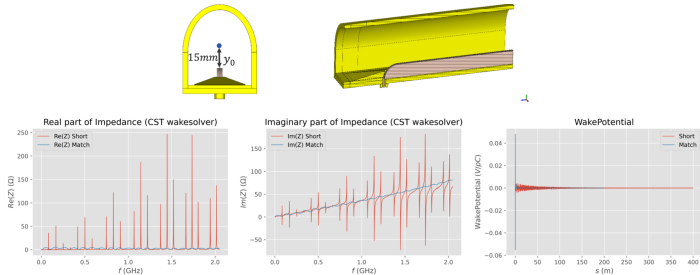 15mm y₀
Real part of Impedance (CST wakesolver)
Re(Z) Short
Re(Z) Match
Re(Z) (Ω)
250
200
150
100
50
0
0.0 0.5 1.0 1.5 2.0
f (GHz)
Imaginary part of Impedance (CST wakesolver)
Im(Z) Short
Im(Z) Match
Im(Z) (Ω)
150
100
50
0
−50
0.0 0.5 1.0 1.5 2.0
f (GHz)
WakePotential
Short
Match
WakePotential (V/pC)
0.04
0.02
0.00
−0.02
−0.04
−0.06
0 50 100 150 200 250 300 350 400
s (m)